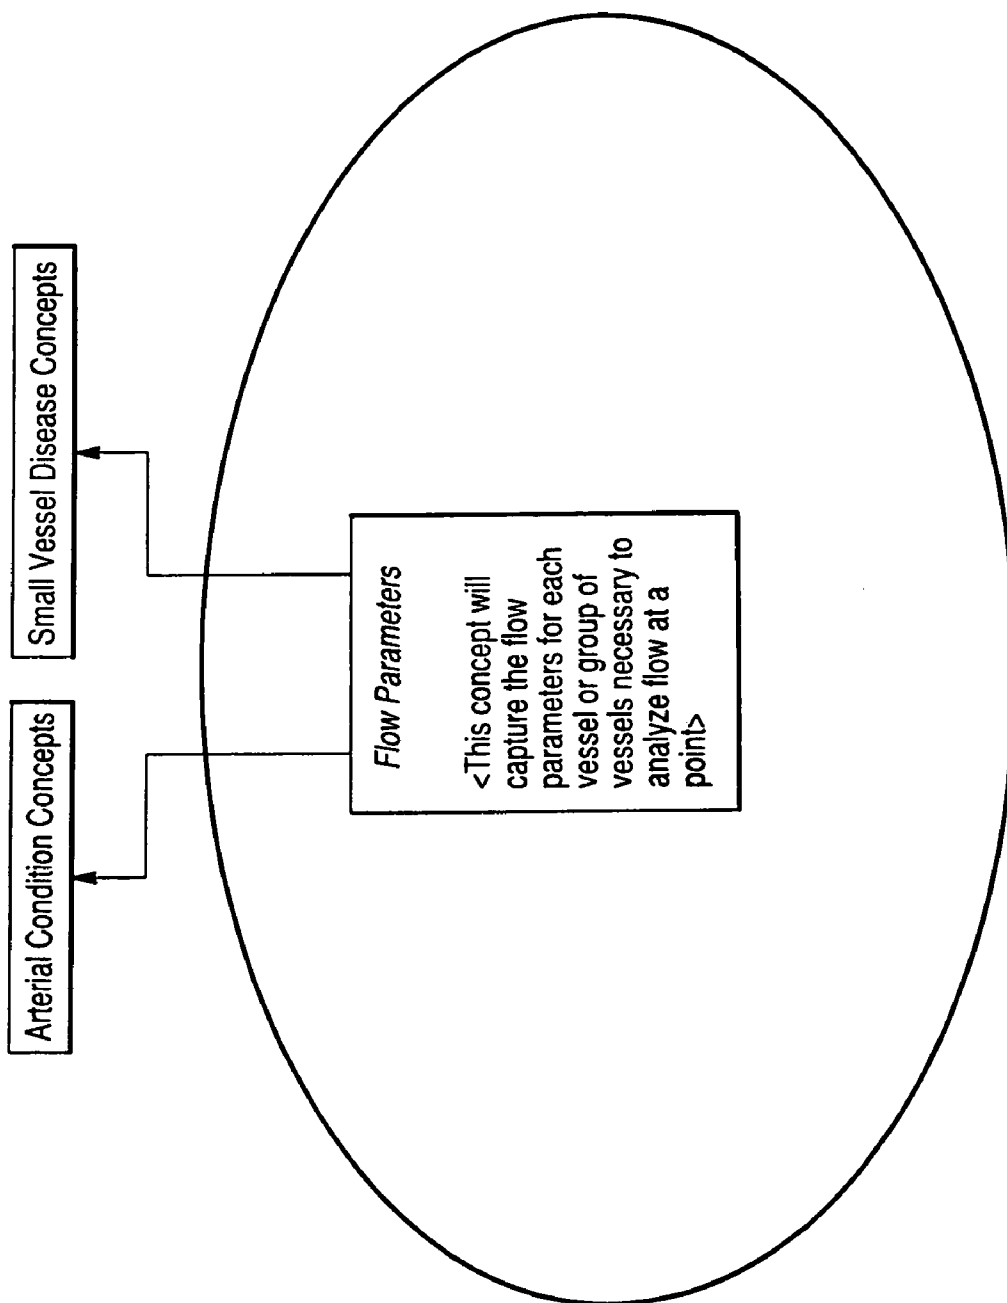 Arterial Condition Concepts
Small Vessel Disease Concepts
Flow Parameters
<This concept will
capture the flow
parameters for each
vessel or group of
vessels necessary to
analyze flow at a
point>